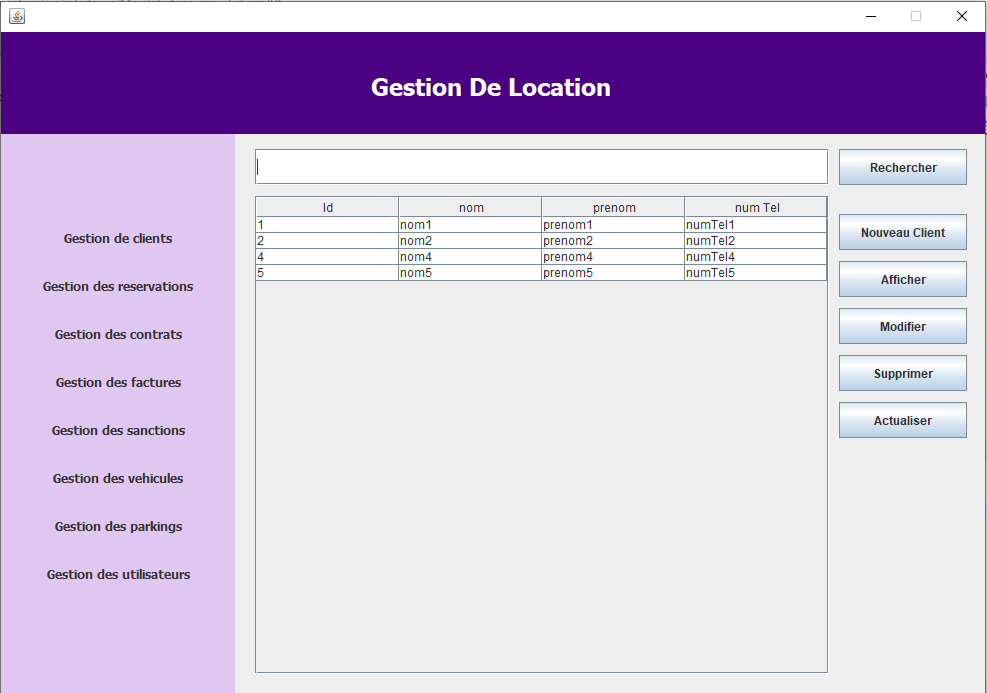 Gestion De Location
Rechercher
Id nom prenom num Tel
1 nom1 prenom1 numTel1
2 nom2 prenom2 numTel2
4 nom4 prenom4 numTel4
5 nom5 prenom5 numTel5
Gestion de clients
Gestion des reservations
Gestion des contrats
Gestion des factures
Gestion des sanctions
Gestion des vehicules
Gestion des parkings
Gestion des utilisateurs
Nouveau Client
Afficher
Modifier
Supprimer
Actualiser